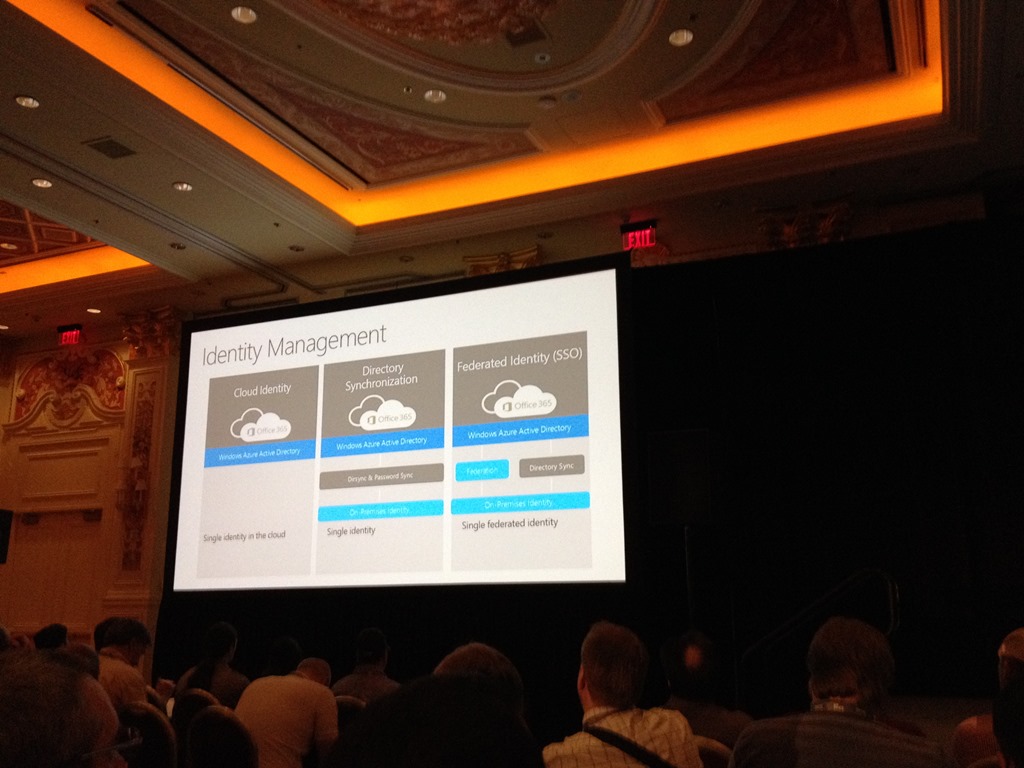 EXIT
EXIT
Identity Management
Cloud Identity
Office 365
Windows Azure Active Directory
Single identity in the cloud
Directory
Synchronization
Office 365
Windows Azure Active Directory
Dirsync & Password Sync
On-Premises Identity
Single identity
Federated Identity (SSO)
Office 365
Windows Azure Active Directory
Federation
Directory Sync
On-Premises Identity
Single federated identity